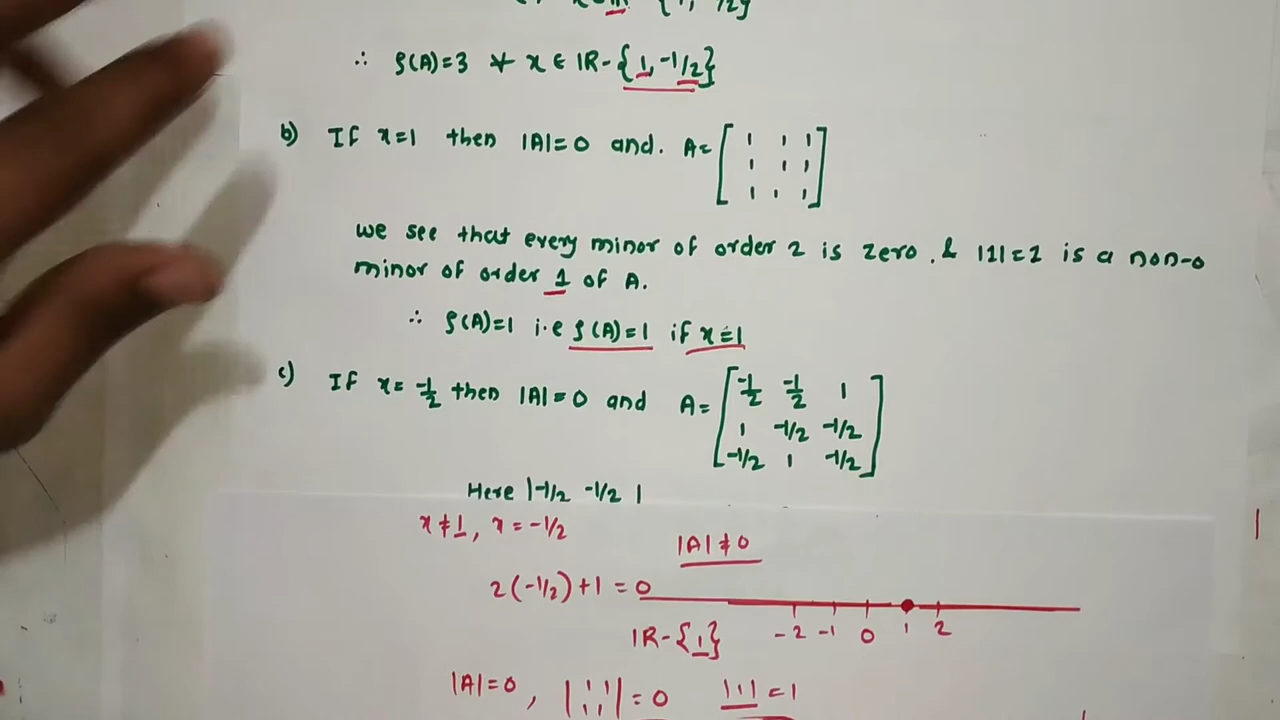 ∴ ρ(A)=3 ∀ x ∈ IR-{1,-1/2}
b) If x=1 then |A|=0 and. A= [1 1 1
1 1 1
1 1 1]
we see that every minor of order 2 is zero. & |1|=1 is a non-0
minor of order 1 of A.
∴ ρ(A)=1 i.e ρ(A)=1 if x=1
c) If x= -1/2 then |A|=0 and A= [-1/2 -1/2 1
1 -1/2 -1/2
-1/2 1 -1/2]
Here |-1/2 -1/2 1
x≠1, x=-1/2
|A|≠0
2(-1/2)+1=0
IR-{1} -2 -1 0 1 2
|A|=0, |1 1
1 1|=0 |1|=1